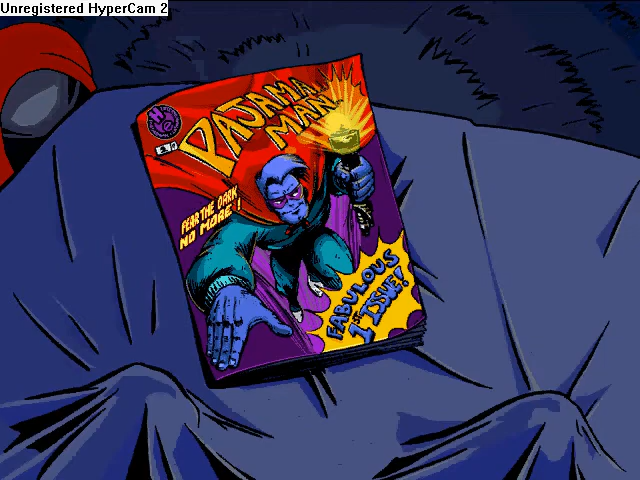 Unregistered HyperCam 2
PAJAMA
MAN
FEAR THE DARK
NO MORE!
FABULOUS
1ST ISSUE!